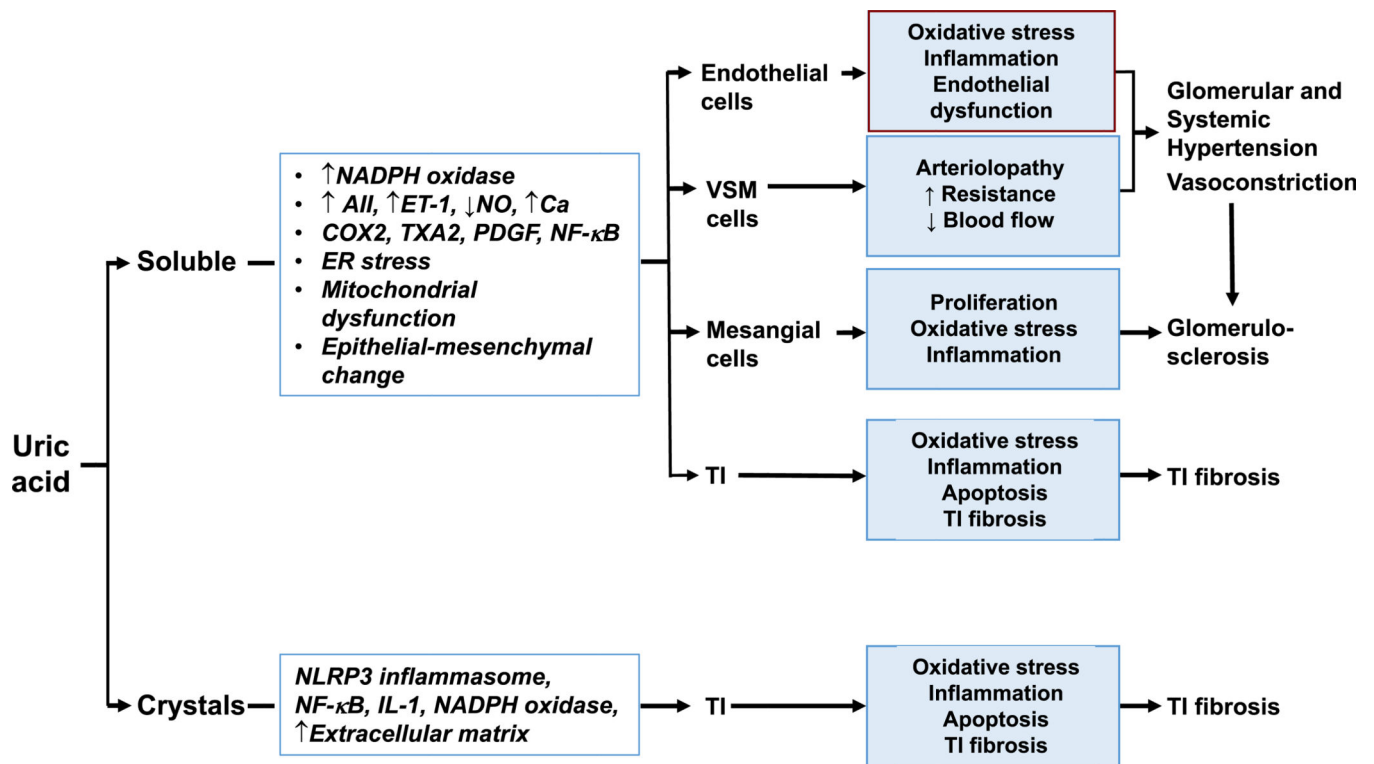 Uric
acid
Soluble
• ↑NADPH oxidase
• ↑ AII, ↑ET-1, ↓NO, ↑Ca
• COX2, TXA2, PDGF, NF-κB
• ER stress
• Mitochondrial
dysfunction
• Epithelial-mesenchymal
change
Endothelial
cells
Oxidative stress
Inflammation
Endothelial
dysfunction
VSM
cells
Arteriolopathy
↑ Resistance
↓ Blood flow
Glomerular and
Systemic
Hypertension
Vasoconstriction
Mesangial
cells
Proliferation
Oxidative stress
Inflammation
Glomerulo-
sclerosis
TI
Oxidative stress
Inflammation
Apoptosis
TI fibrosis
TI fibrosis
Crystals
NLRP3 inflammasome,
NF-κB, IL-1, NADPH oxidase,
↑Extracellular matrix
TI
Oxidative stress
Inflammation
Apoptosis
TI fibrosis
TI fibrosis